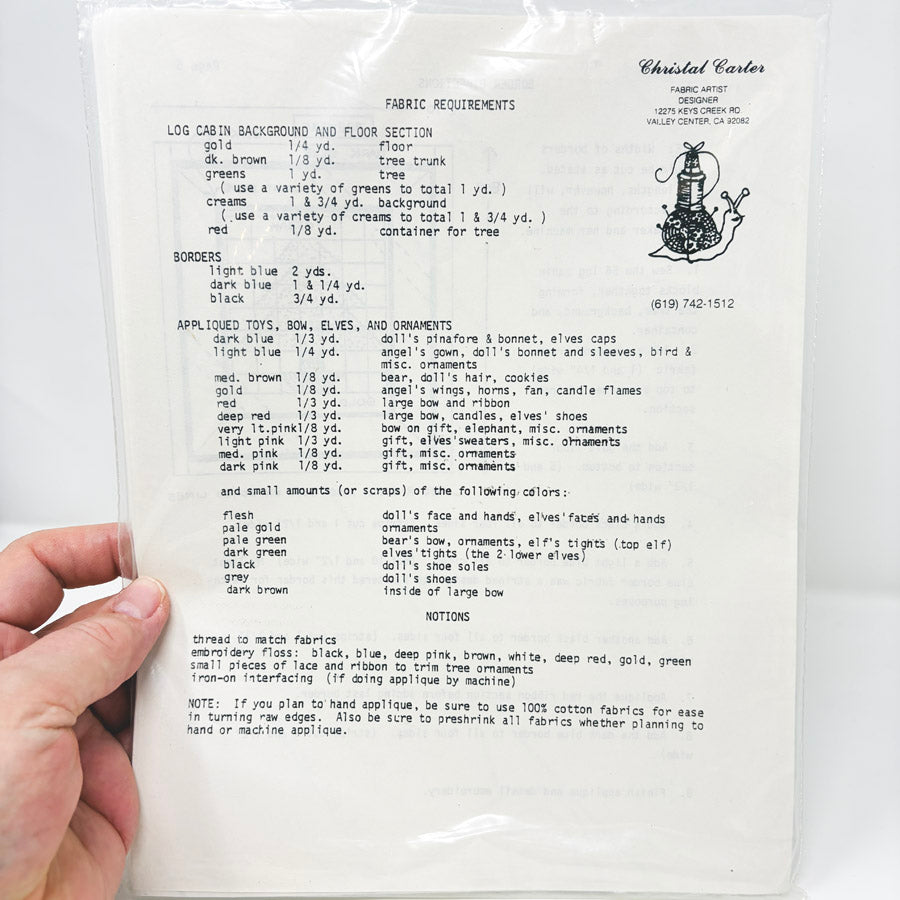 Christal Carter
FABRIC ARTIST
DESIGNER
12275 KEYS CREEK RD
VALLEY CENTER, CA 92082
(619) 742-1512
FABRIC REQUIREMENTS
LOG CABIN BACKGROUND AND FLOOR SECTION
gold 1/4 yd. floor
dk. brown 1/8 yd. tree trunk
greens 1 yd. tree
( use a variety of greens to total 1 yd. )
creams 1 & 3/4 yd. background
( use a variety of creams to total 1 & 3/4 yd. )
red 1/8 yd. container for tree
BORDERS
light blue 2 yds.
dark blue 1 & 1/4 yd.
black 3/4 yd.
APPLIQUED TOYS, BOW, ELVES, AND ORNAMENTS
dark blue 1/3 yd. doll's pinafore & bonnet, elves caps
light blue 1/4 yd. angel's gown, doll's bonnet and sleeves, bird &
misc. ornaments
med. brown 1/8 yd. bear, doll's hair, cookies
gold 1/8 yd. angel's wings, horns, fan, candle flames
red 1/3 yd. large bow and ribbon
deep red 1/3 yd. large bow, candles, elves' shoes
very lt.pink1/8 yd. bow on gift, elephant, misc. ornaments
light pink 1/3 yd. gift, elves'sweaters, misc. ornaments
med. pink 1/8 yd. gift, misc. ornaments
dark pink 1/8 yd. gift, misc. ornaments
and small amounts (or scraps) of the following colors:
flesh doll's face and hands, elves'faces and hands
pale gold ornaments
pale green bear's bow, ornaments, elf's tights (top elf)
dark green elves'tights (the 2 lower elves)
black doll's shoe soles
grey doll's shoes
dark brown inside of large bow
NOTIONS
thread to match fabrics
embroidery floss: black, blue, deep pink, brown, white, deep red, gold, green
small pieces of lace and ribbon to trim tree ornaments
iron-on interfacing (if doing applique by machine)
NOTE: If you plan to hand applique, be sure to use 100% cotton fabrics for ease
in turning raw edges. Also be sure to preshrink all fabrics whether planning to
hand or machine applique.